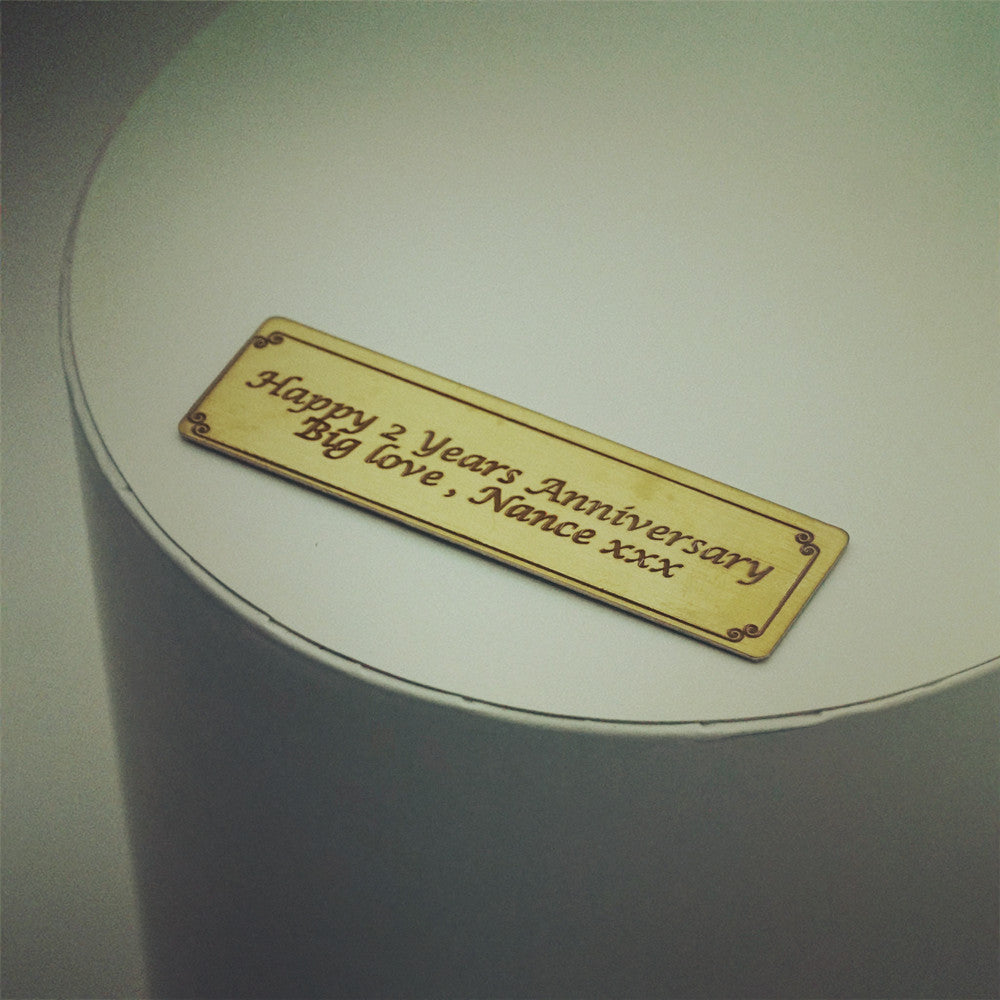 Happy 2 Years Anniversary
Big love , Nance xxx